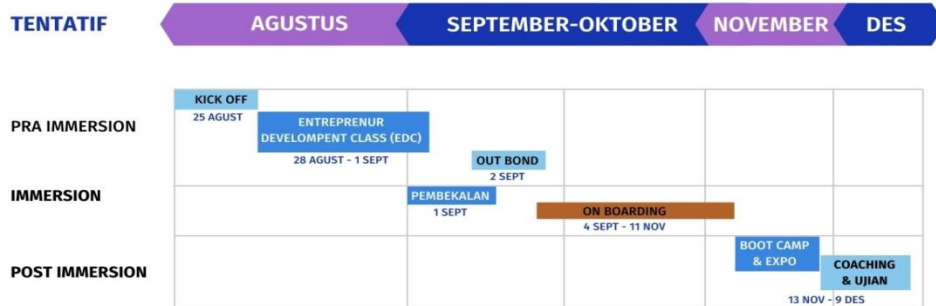 TENTATIF
AGUSTUS
SEPTEMBER-OKTOBER
NOVEMBER
DES
PRA IMMERSION
KICK OFF
25 AGUST
ENTREPRENUR
DEVELOMPENT CLASS (EDC)
28 AGUST - 1 SEPT
OUT BOND
2 SEPT
IMMERSION
PEMBEKALAN
1 SEPT
ON BOARDING
4 SEPT - 11 NOV
POST IMMERSION
BOOT CAMP
& EXPO
COACHING
& UJIAN
13 NOV - 9 DES